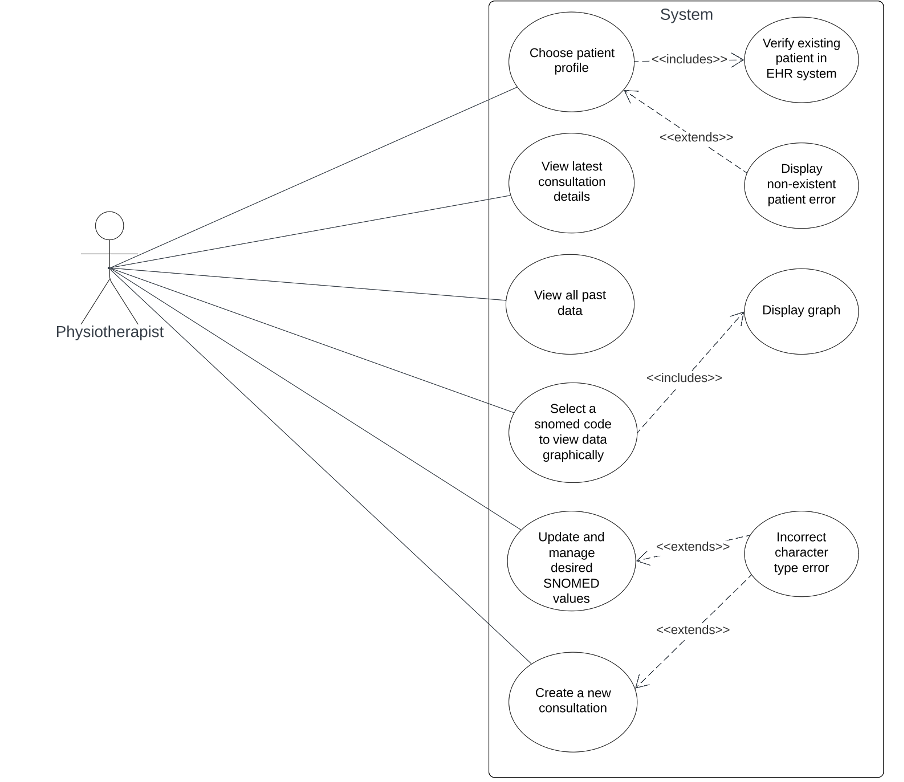 System
Choose patient
profile
<<includes>>
Verify existing
patient in
EHR system
<<extends>>
View latest
consultation
details
Display
non-existent
patient error
Physiotherapist
View all past
data
Display graph
<<includes>>
Select a
snomed code
to view data
graphically
Update and
manage
desired
SNOMED
values
<<extends>>
Incorrect
character
type error
<<extends>>
Create a new
consultation